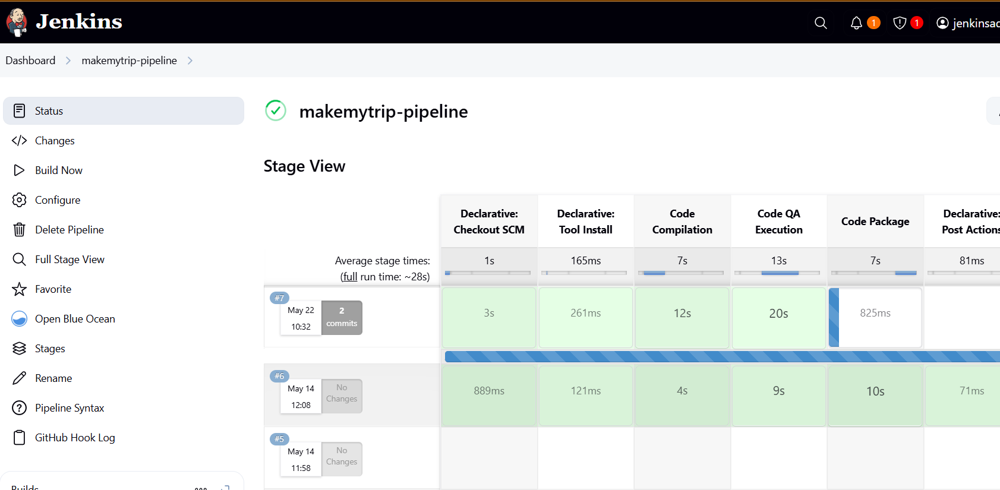 Jenkins
1
1
jenkinsac
Dashboard
makemytrip-pipeline
Status
Changes
Build Now
Configure
Delete Pipeline
Full Stage View
Favorite
Open Blue Ocean
Stages
Rename
Pipeline Syntax
GitHub Hook Log
Builds
makemytrip-pipeline
Stage View
Declarative:
Checkout SCM
Declarative:
Tool Install
Code
Compilation
Code QA
Execution
Code Package
Declarative:
Post Actions
Average stage times:
(full run time: ~28s)
1s
165ms
7s
13s
7s
81ms
#7
May 22
10:32
2
commits
3s
261ms
12s
20s
825ms
#6
May 14
12:08
No
Changes
889ms
121ms
4s
9s
10s
71ms
#5
May 14
11:58
No
Changes